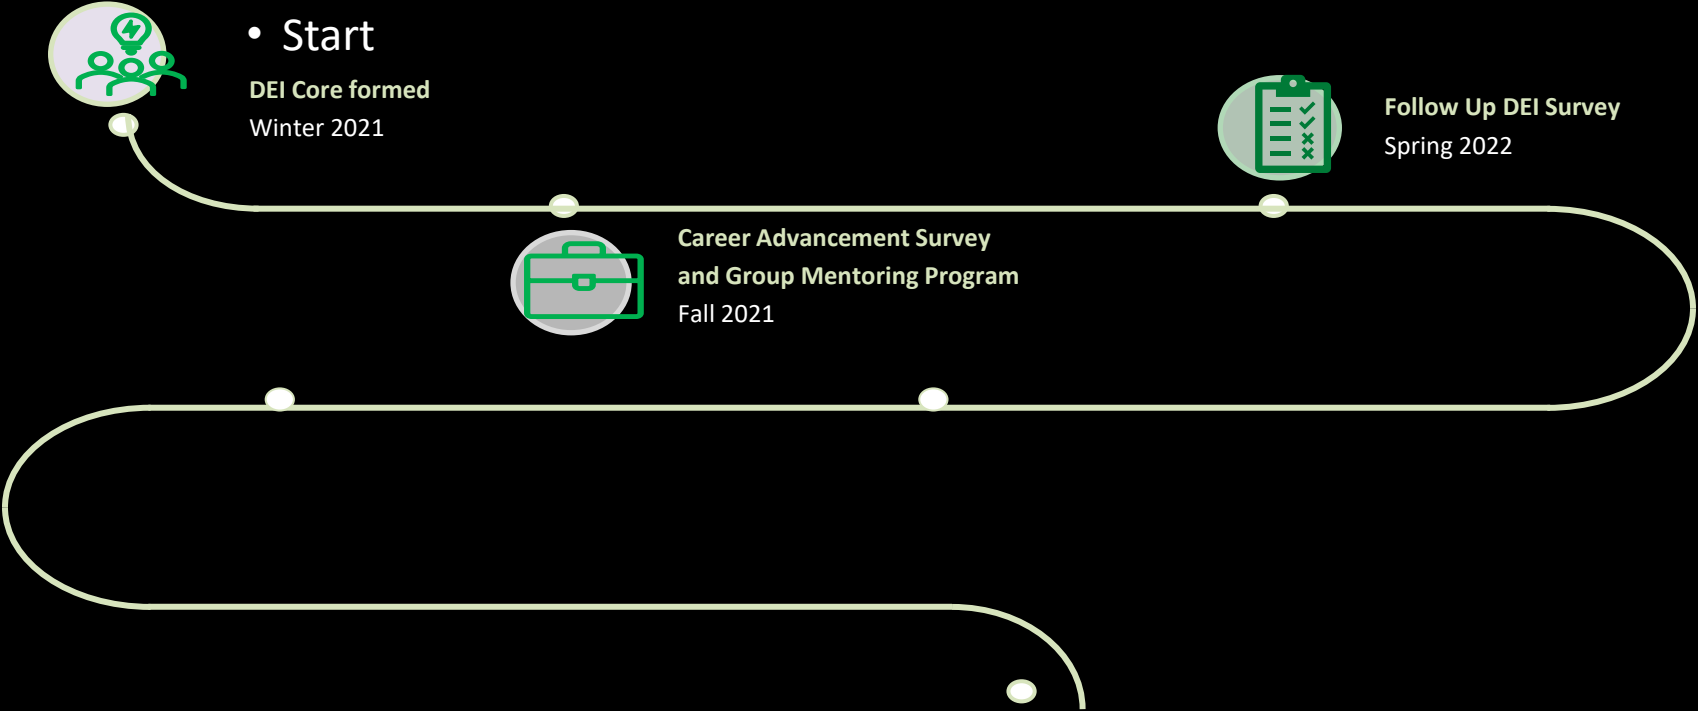 • Start
DEI Core formed
Winter 2021
Follow Up DEI Survey
Spring 2022
Career Advancement Survey
and Group Mentoring Program
Fall 2021